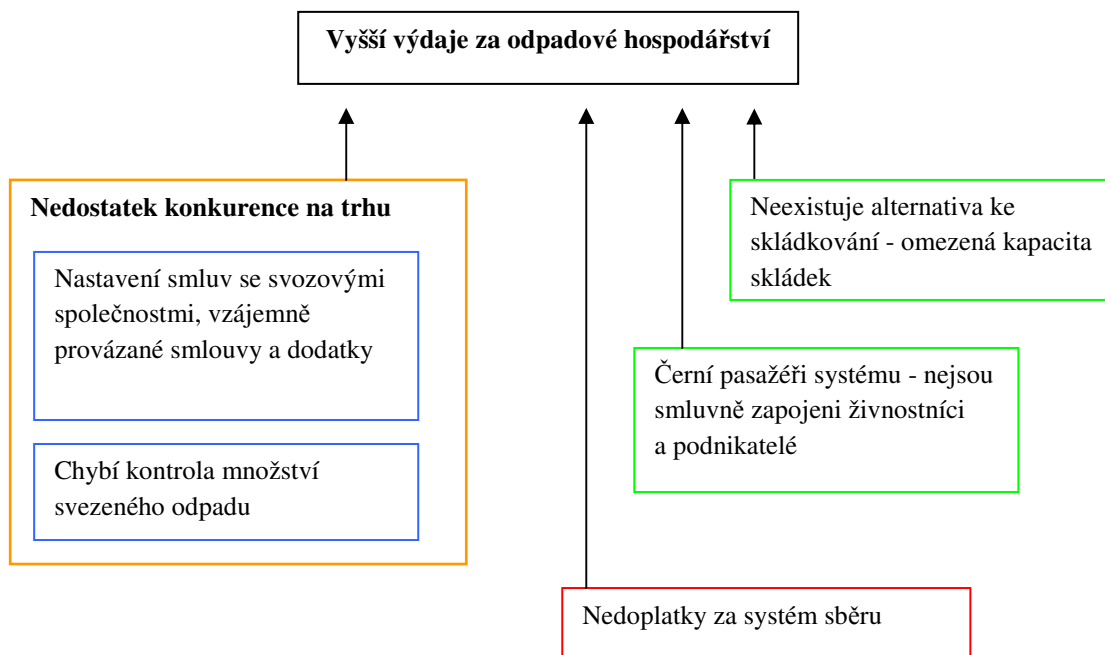 Vyšší výdaje za odpadové hospodářství
Nedostatek konkurence na trhu
Nastavení smluv se svozovými
společnostmi, vzájemně
provázané smlouvy a dodatky
Chybí kontrola množství
svezeného odpadu
Neexistuje alternativa ke
skládkování - omezená kapacita
skládek
Černí pasažéři systému - nejsou
smluvně zapojeni živnostníci
a podnikatelé
Nedoplatky za systém sběru